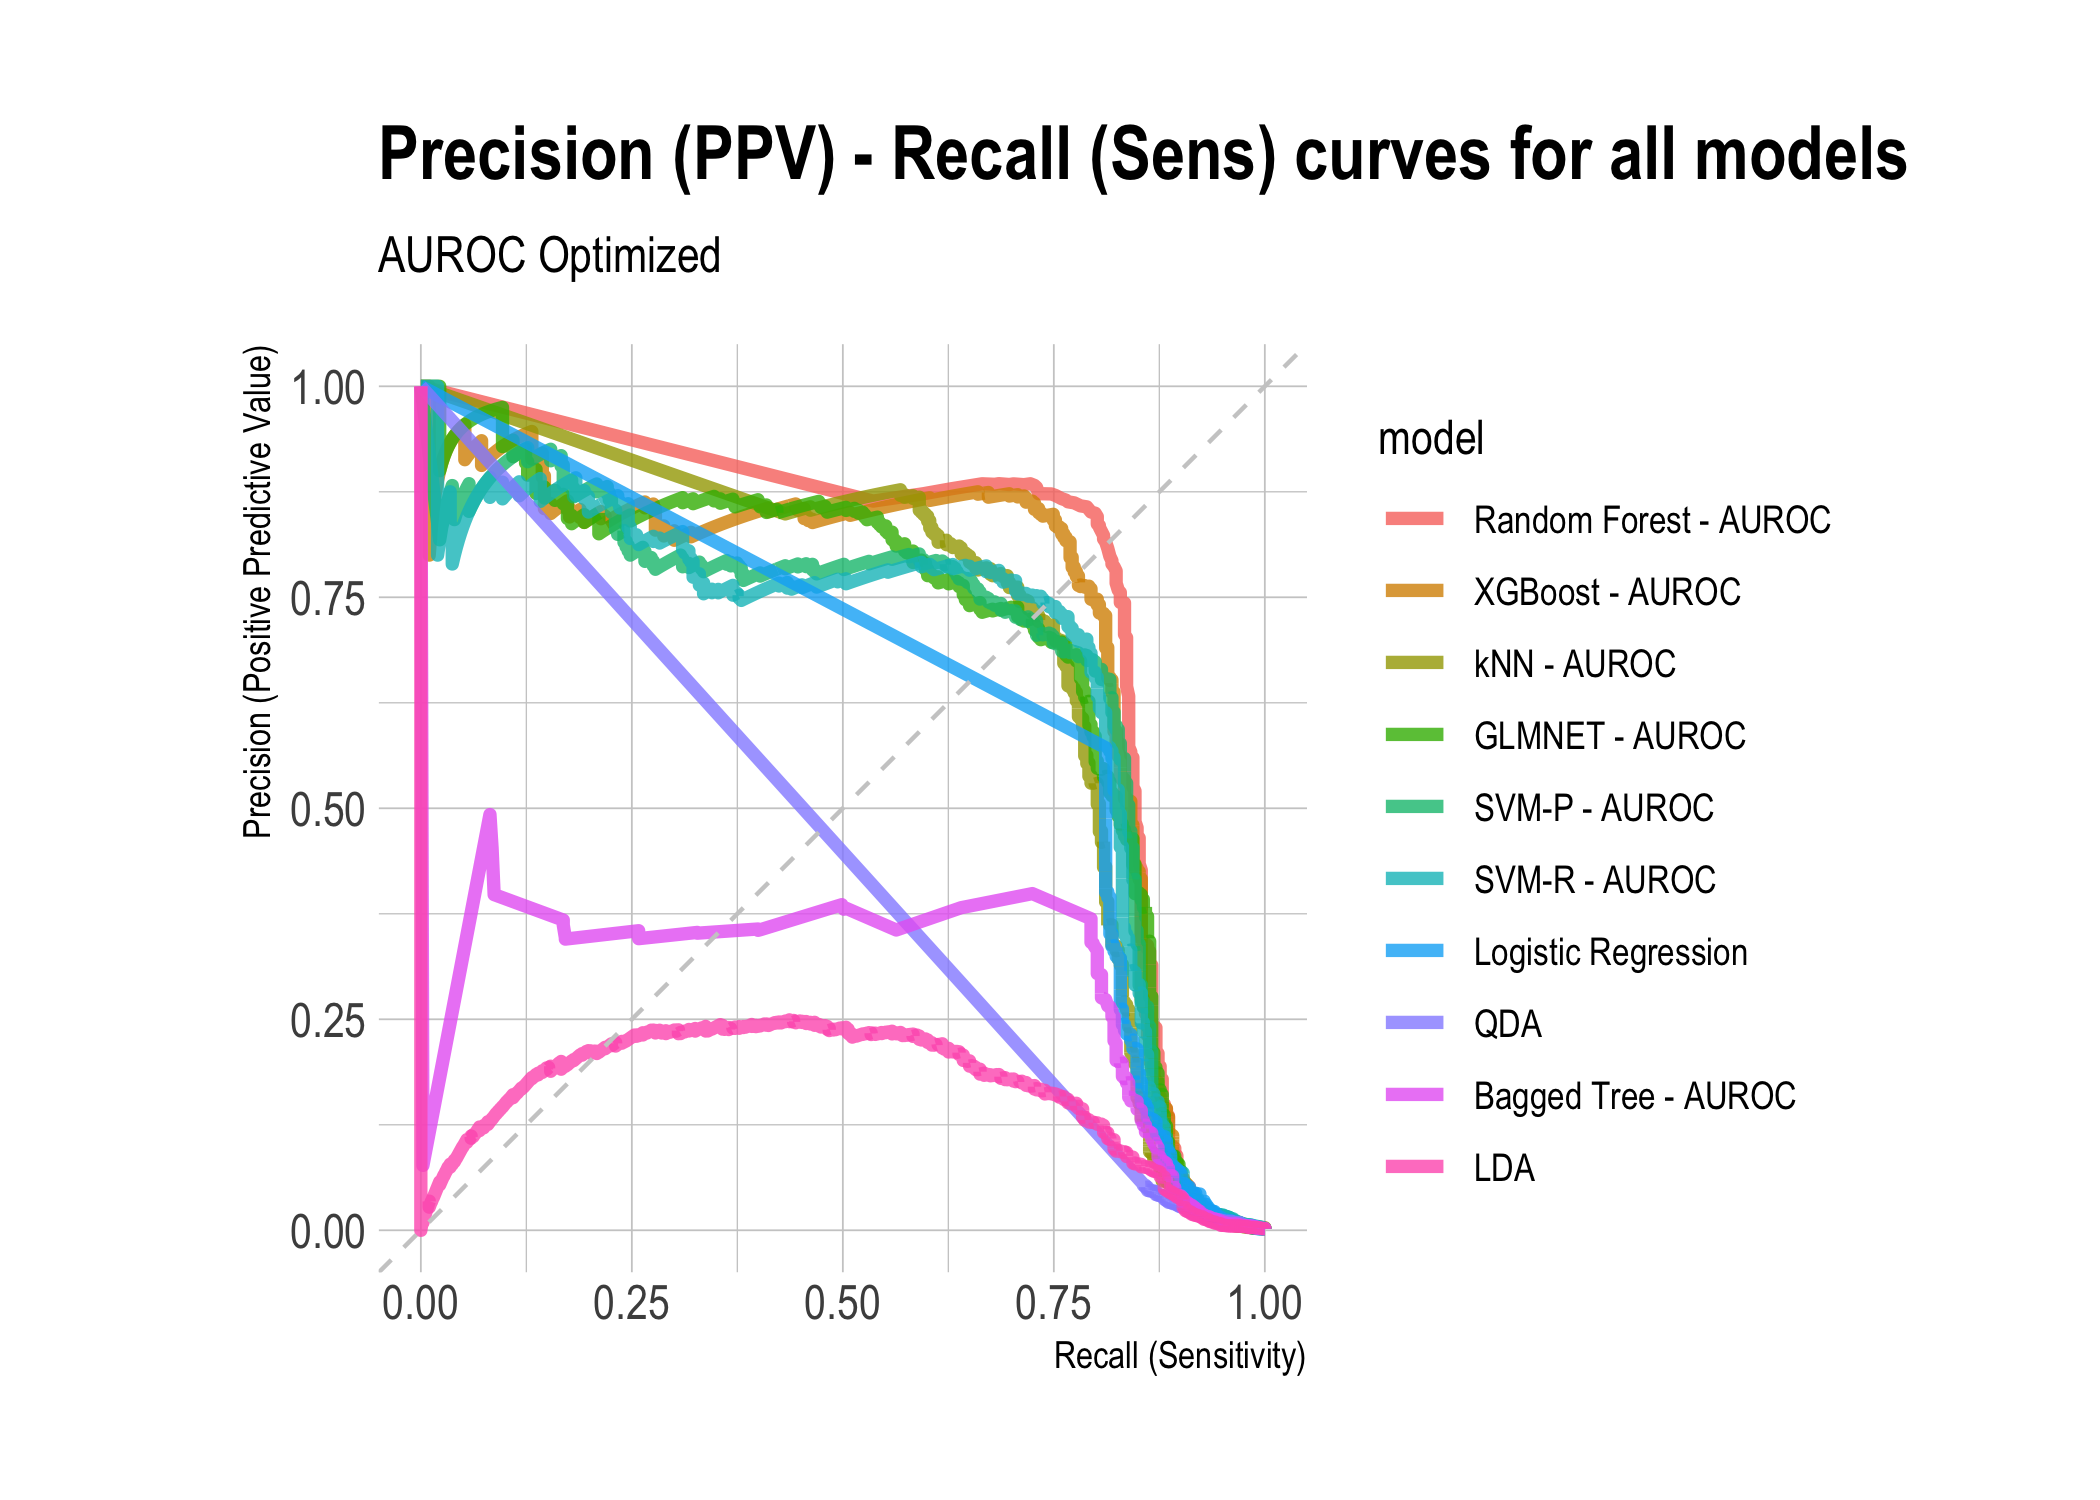 Precision (PPV) - Recall (Sens) curves for all models
AUROC Optimized
Precision (Positive Predictive Value)
1.00
0.75
0.50
0.25
0.00
0.00 0.25 0.50 0.75 1.00
Recall (Sensitivity)
model
Random Forest - AUROC
XGBoost - AUROC
kNN - AUROC
GLMNET - AUROC
SVM-P - AUROC
SVM-R - AUROC
Logistic Regression
QDA
Bagged Tree - AUROC
LDA